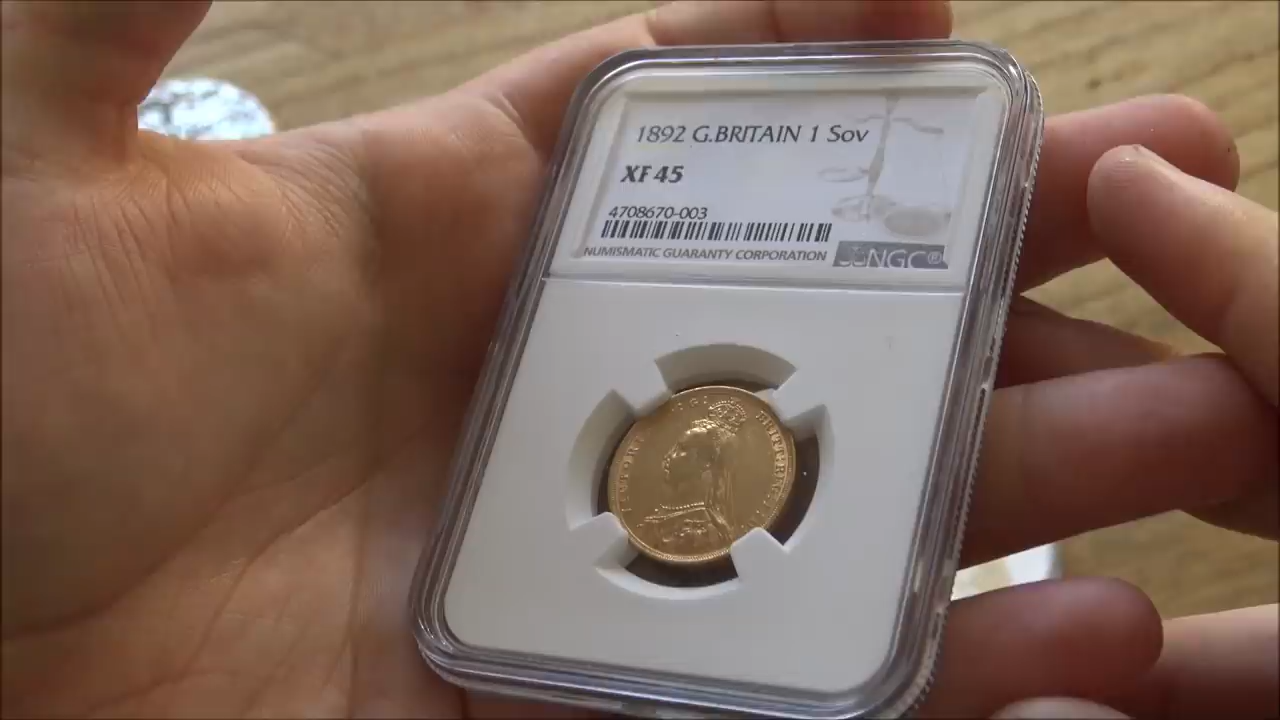 1892 G.BRITAIN 1 Sov
XF 45
4708670-003
NUMISMATIC GUARANTY CORPORATION
NGC®